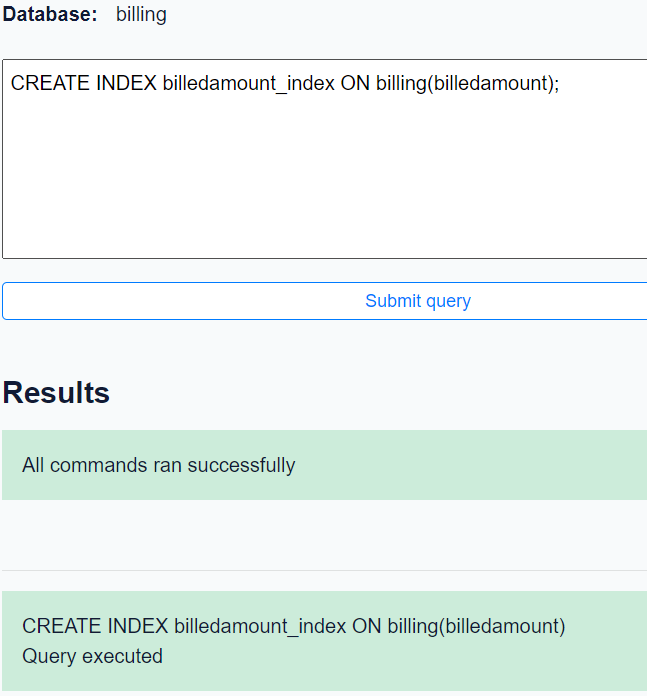 Database: billing
CREATE INDEX billedamount_index ON billing(billedamount);
Submit query
Results
All commands ran successfully
CREATE INDEX billedamount_index ON billing(billedamount)
Query executed